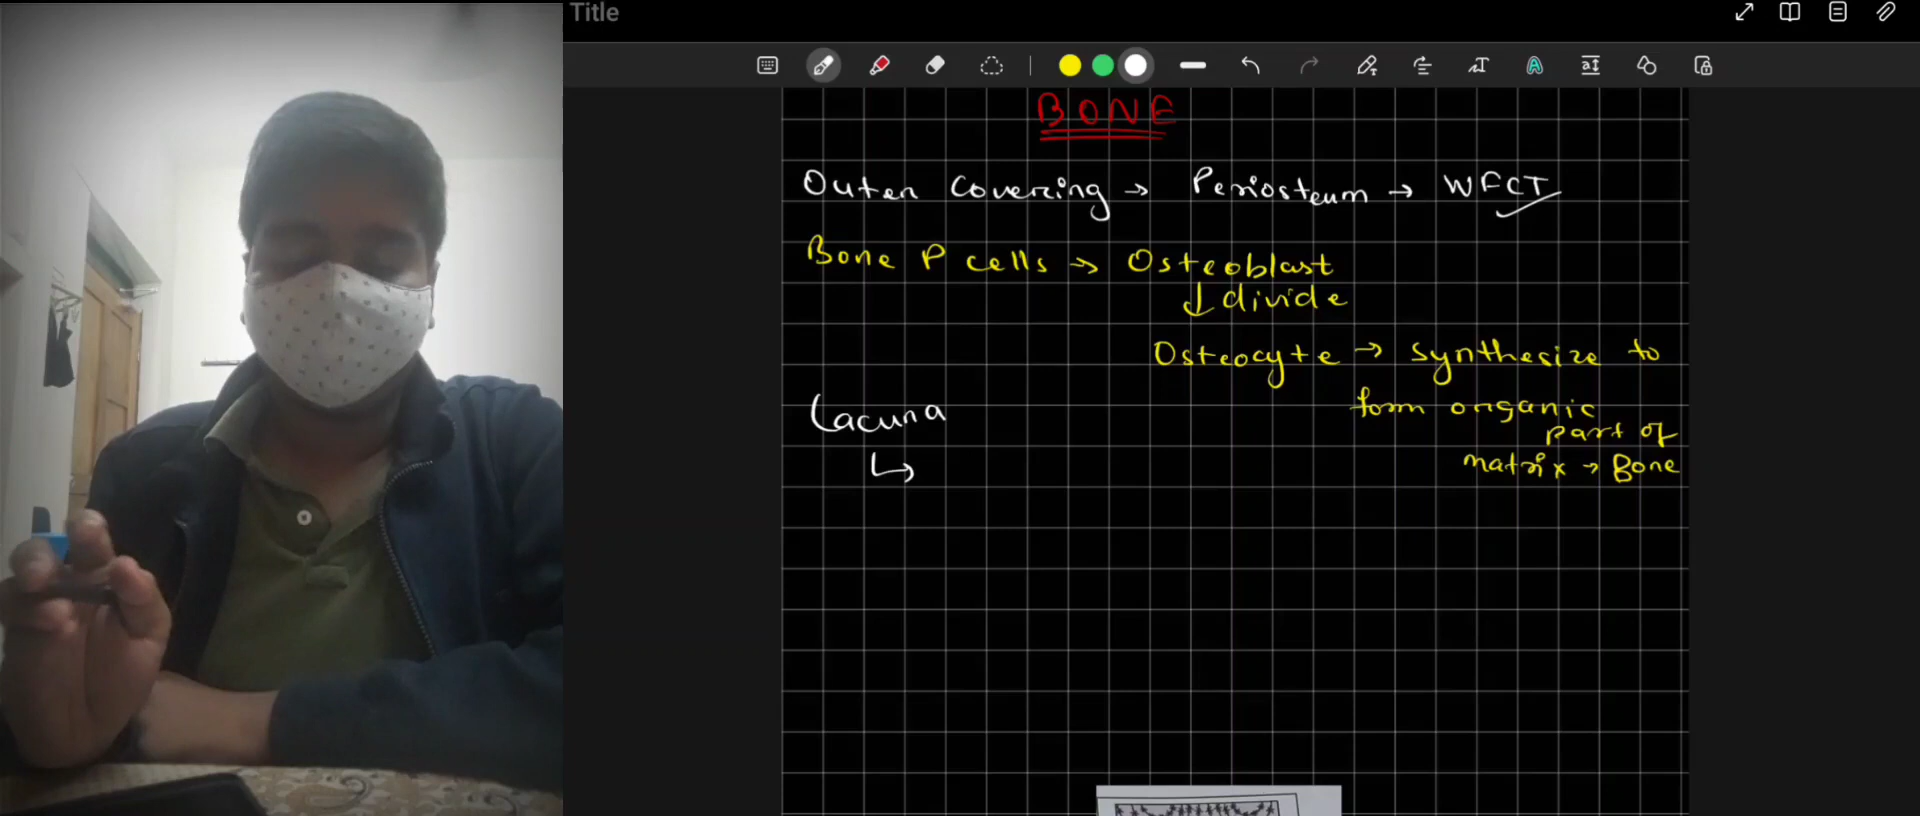 Title
BONE
Outer Covering → Periosteum → WFCT
Bone P cells → Osteoblast
↓ divide
Osteocyte → synthesize to
form organic
part of
matrix → Bone
Lacuna
↳